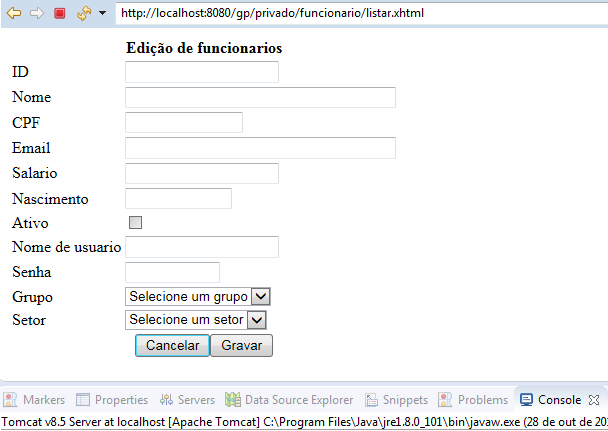 http://localhost:8080/gp/privado/funcionario/listar.xhtml
Edição de funcionarios
ID
Nome
CPF
Email
Salario
Nascimento
Ativo
Nome de usuario
Senha
Grupo Selecione um grupo
Setor Selecione um setor
Cancelar Gravar
Markers Properties Servers Data Source Explorer Snippets Problems Console
Tomcat v8.5 Server at localhost [Apache Tomcat] C:\Program Files\Java\jre1.8.0_101\bin\javaw.exe (28 de out de 20